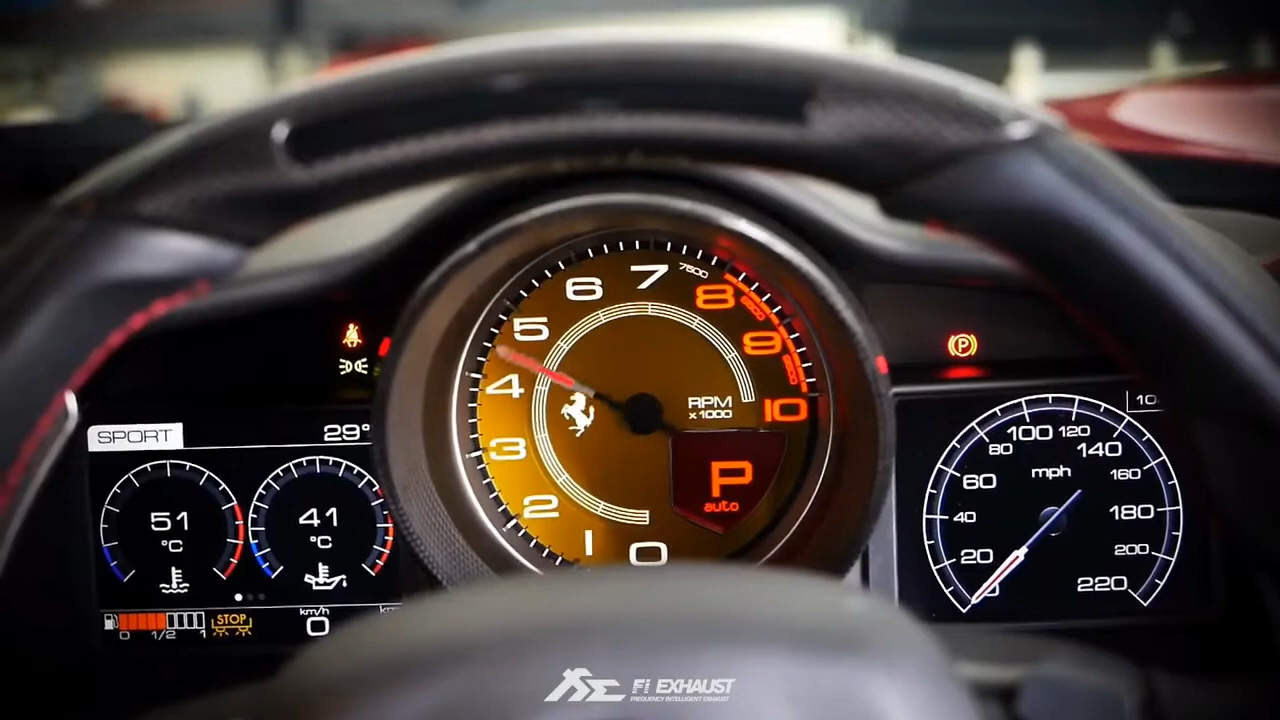 SPORT
29°
51
°C
41
°C
0 1/2 1
STOP
km/h
0
0
1
2
3
4
5
6
7
7500
8
9
10
RPM
x1000
P
auto
P
10
mph
0
20
40
60
80
100
120
140
160
180
200
220
Fi EXHAUST
FREQUENCY INTELLIGENT EXHAUST